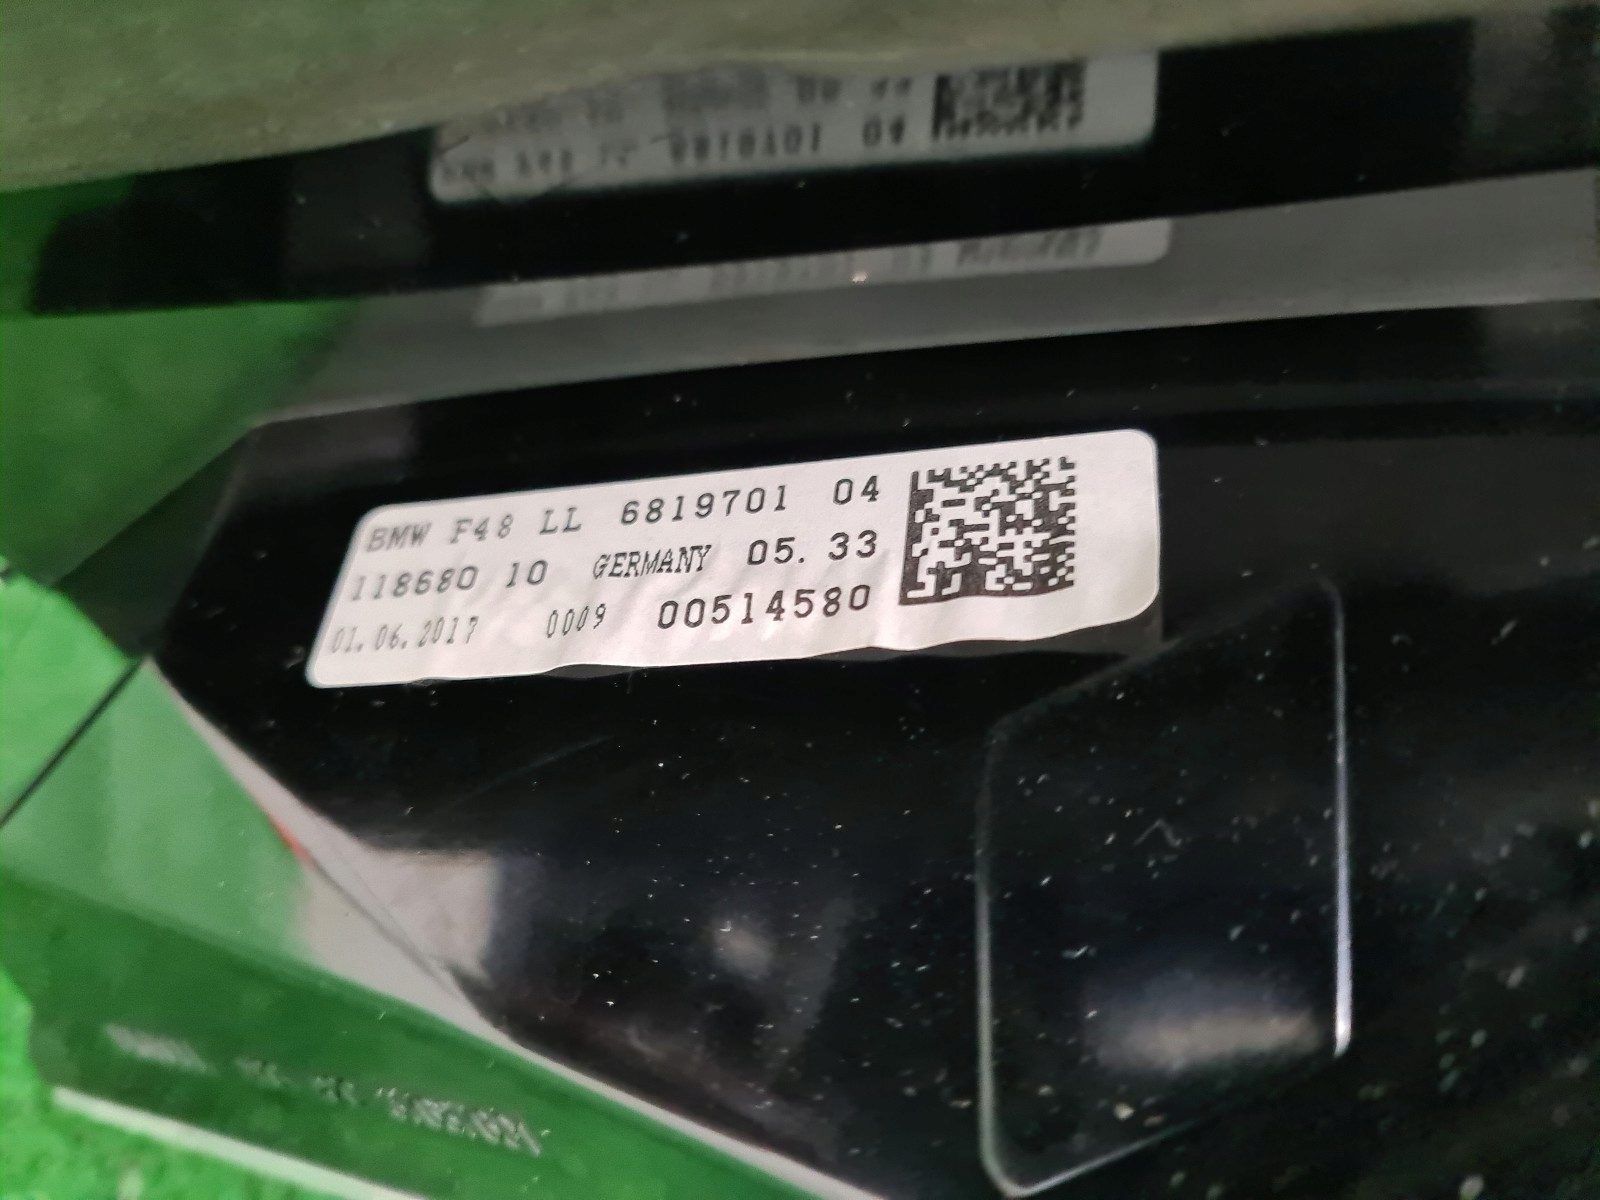 BMW F48 LL 6819701 04
118680 10 GERMANY 05. 33
01.06.2017 0009 00514580